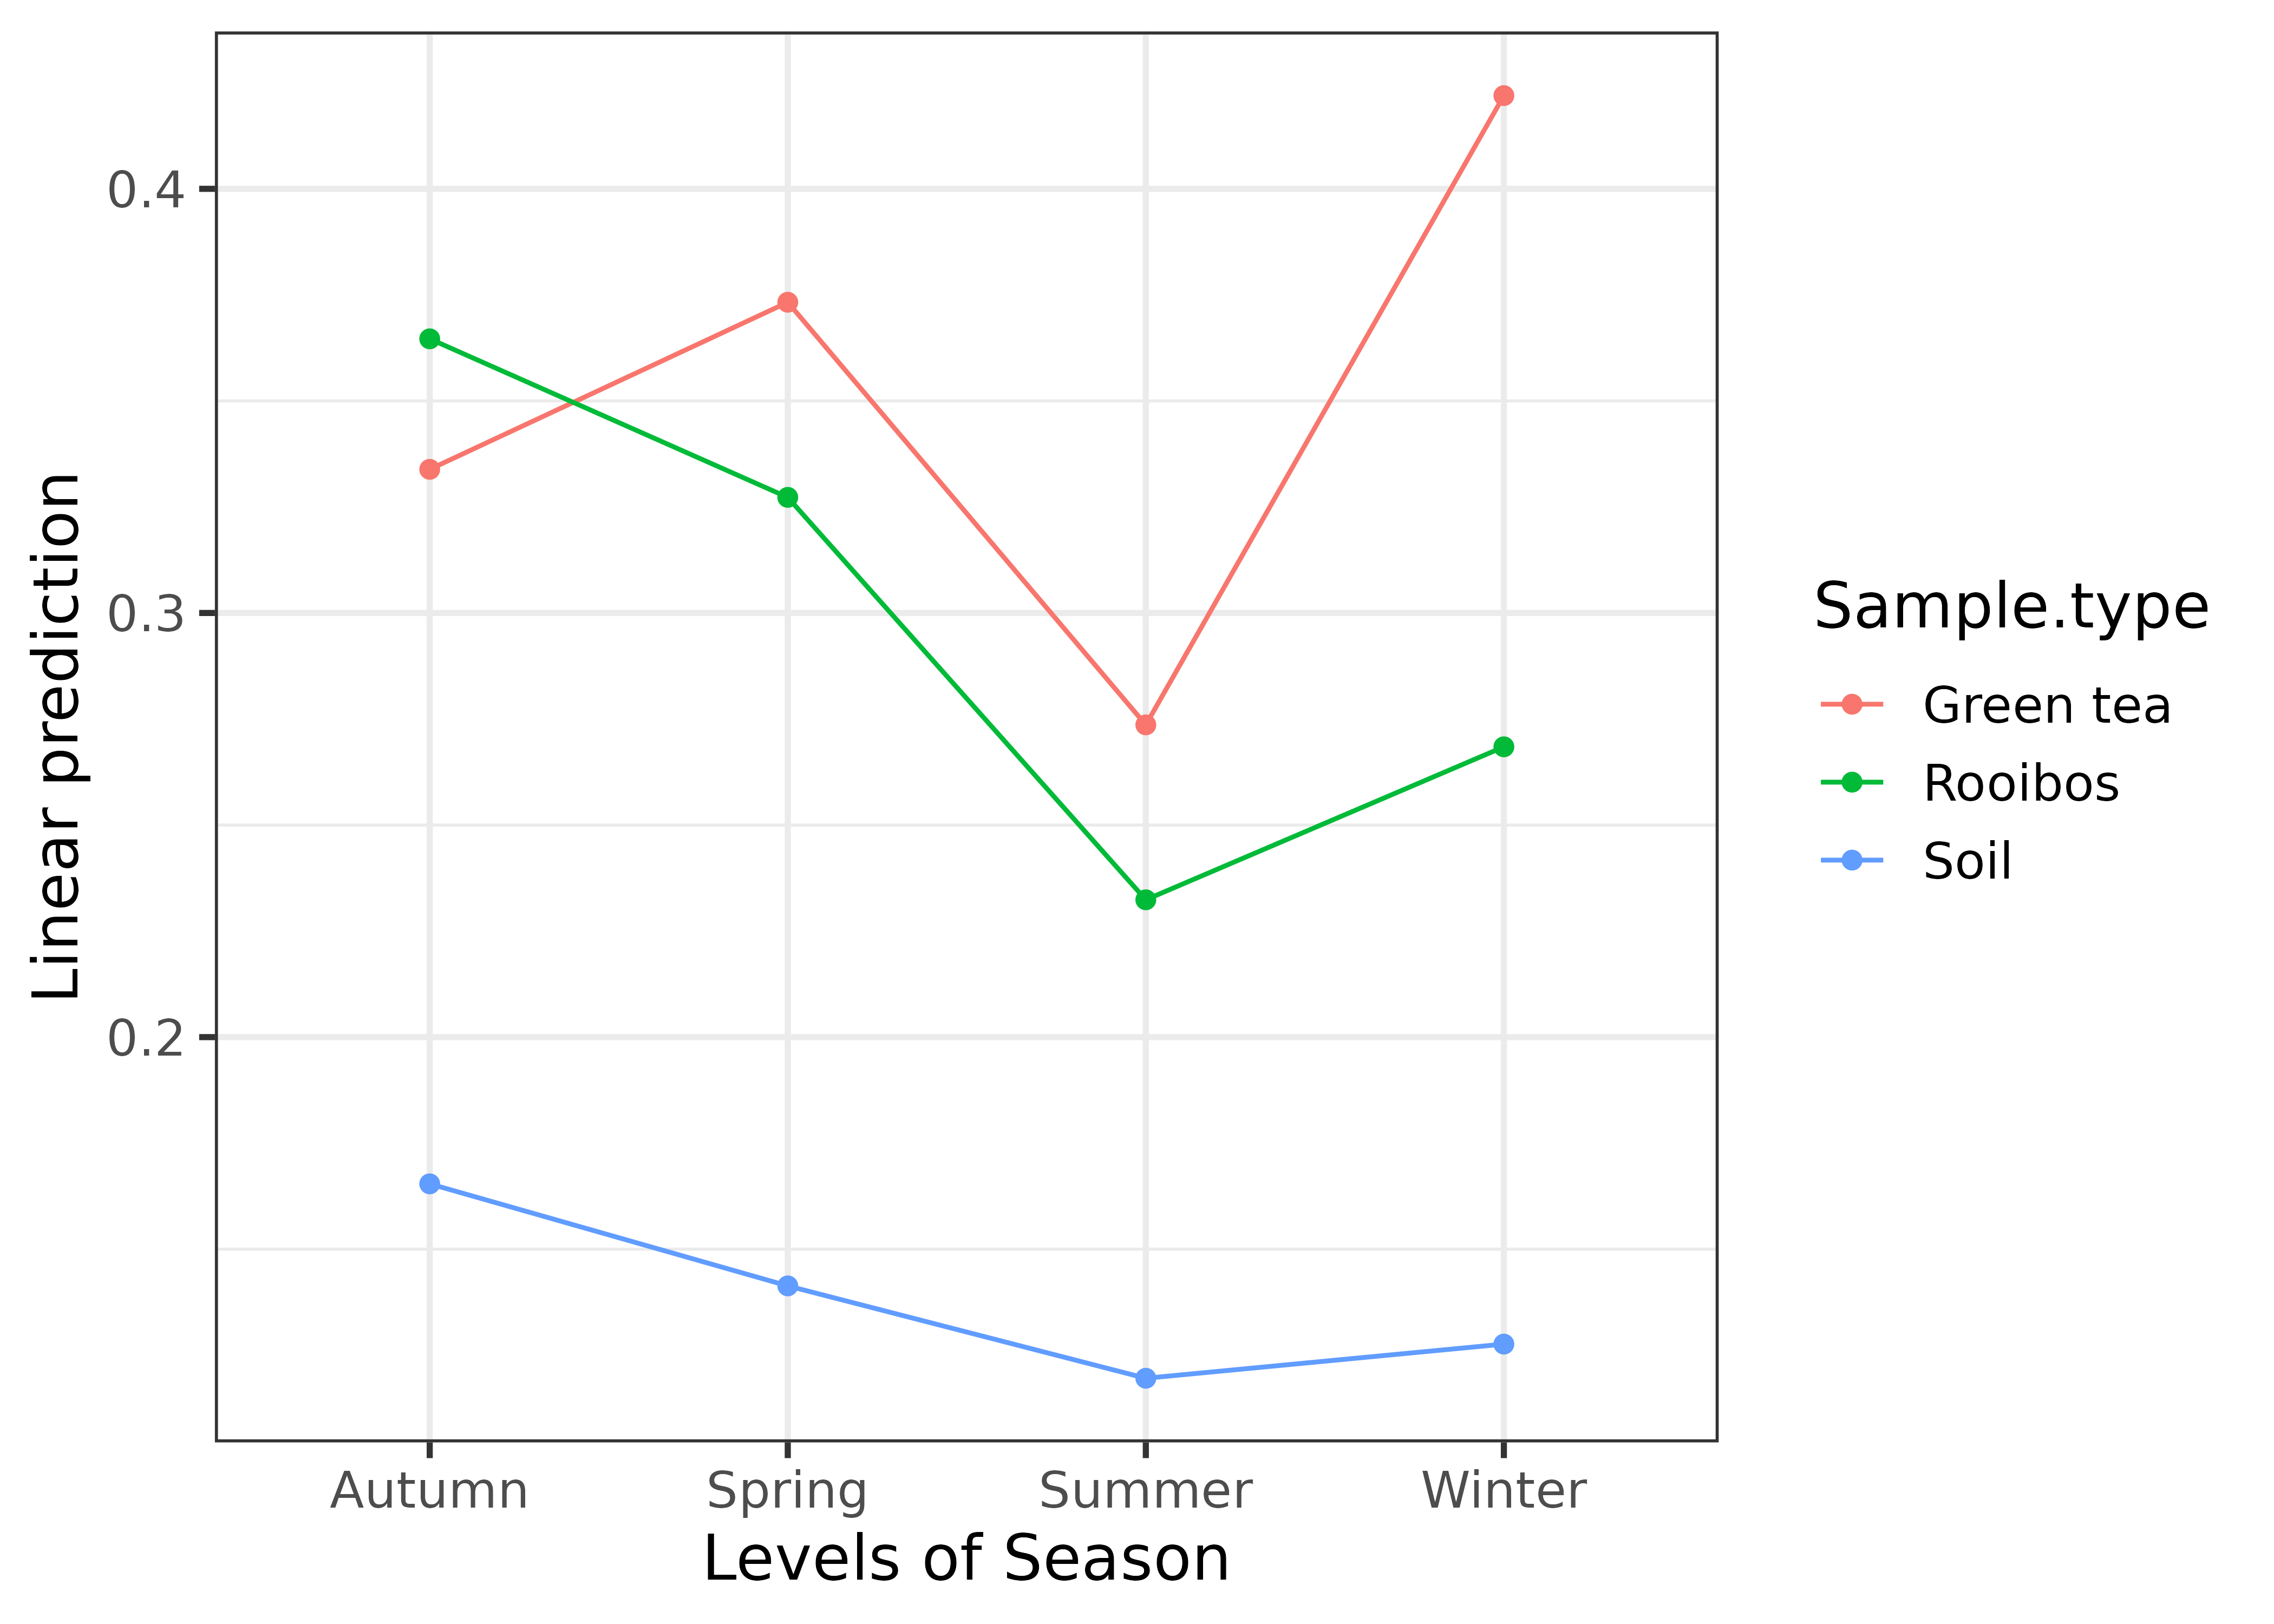 Linear prediction
0.4
0.3
0.2
Autumn
Spring
Summer
Winter
Levels of Season
Sample.type
Green tea
Rooibos
Soil